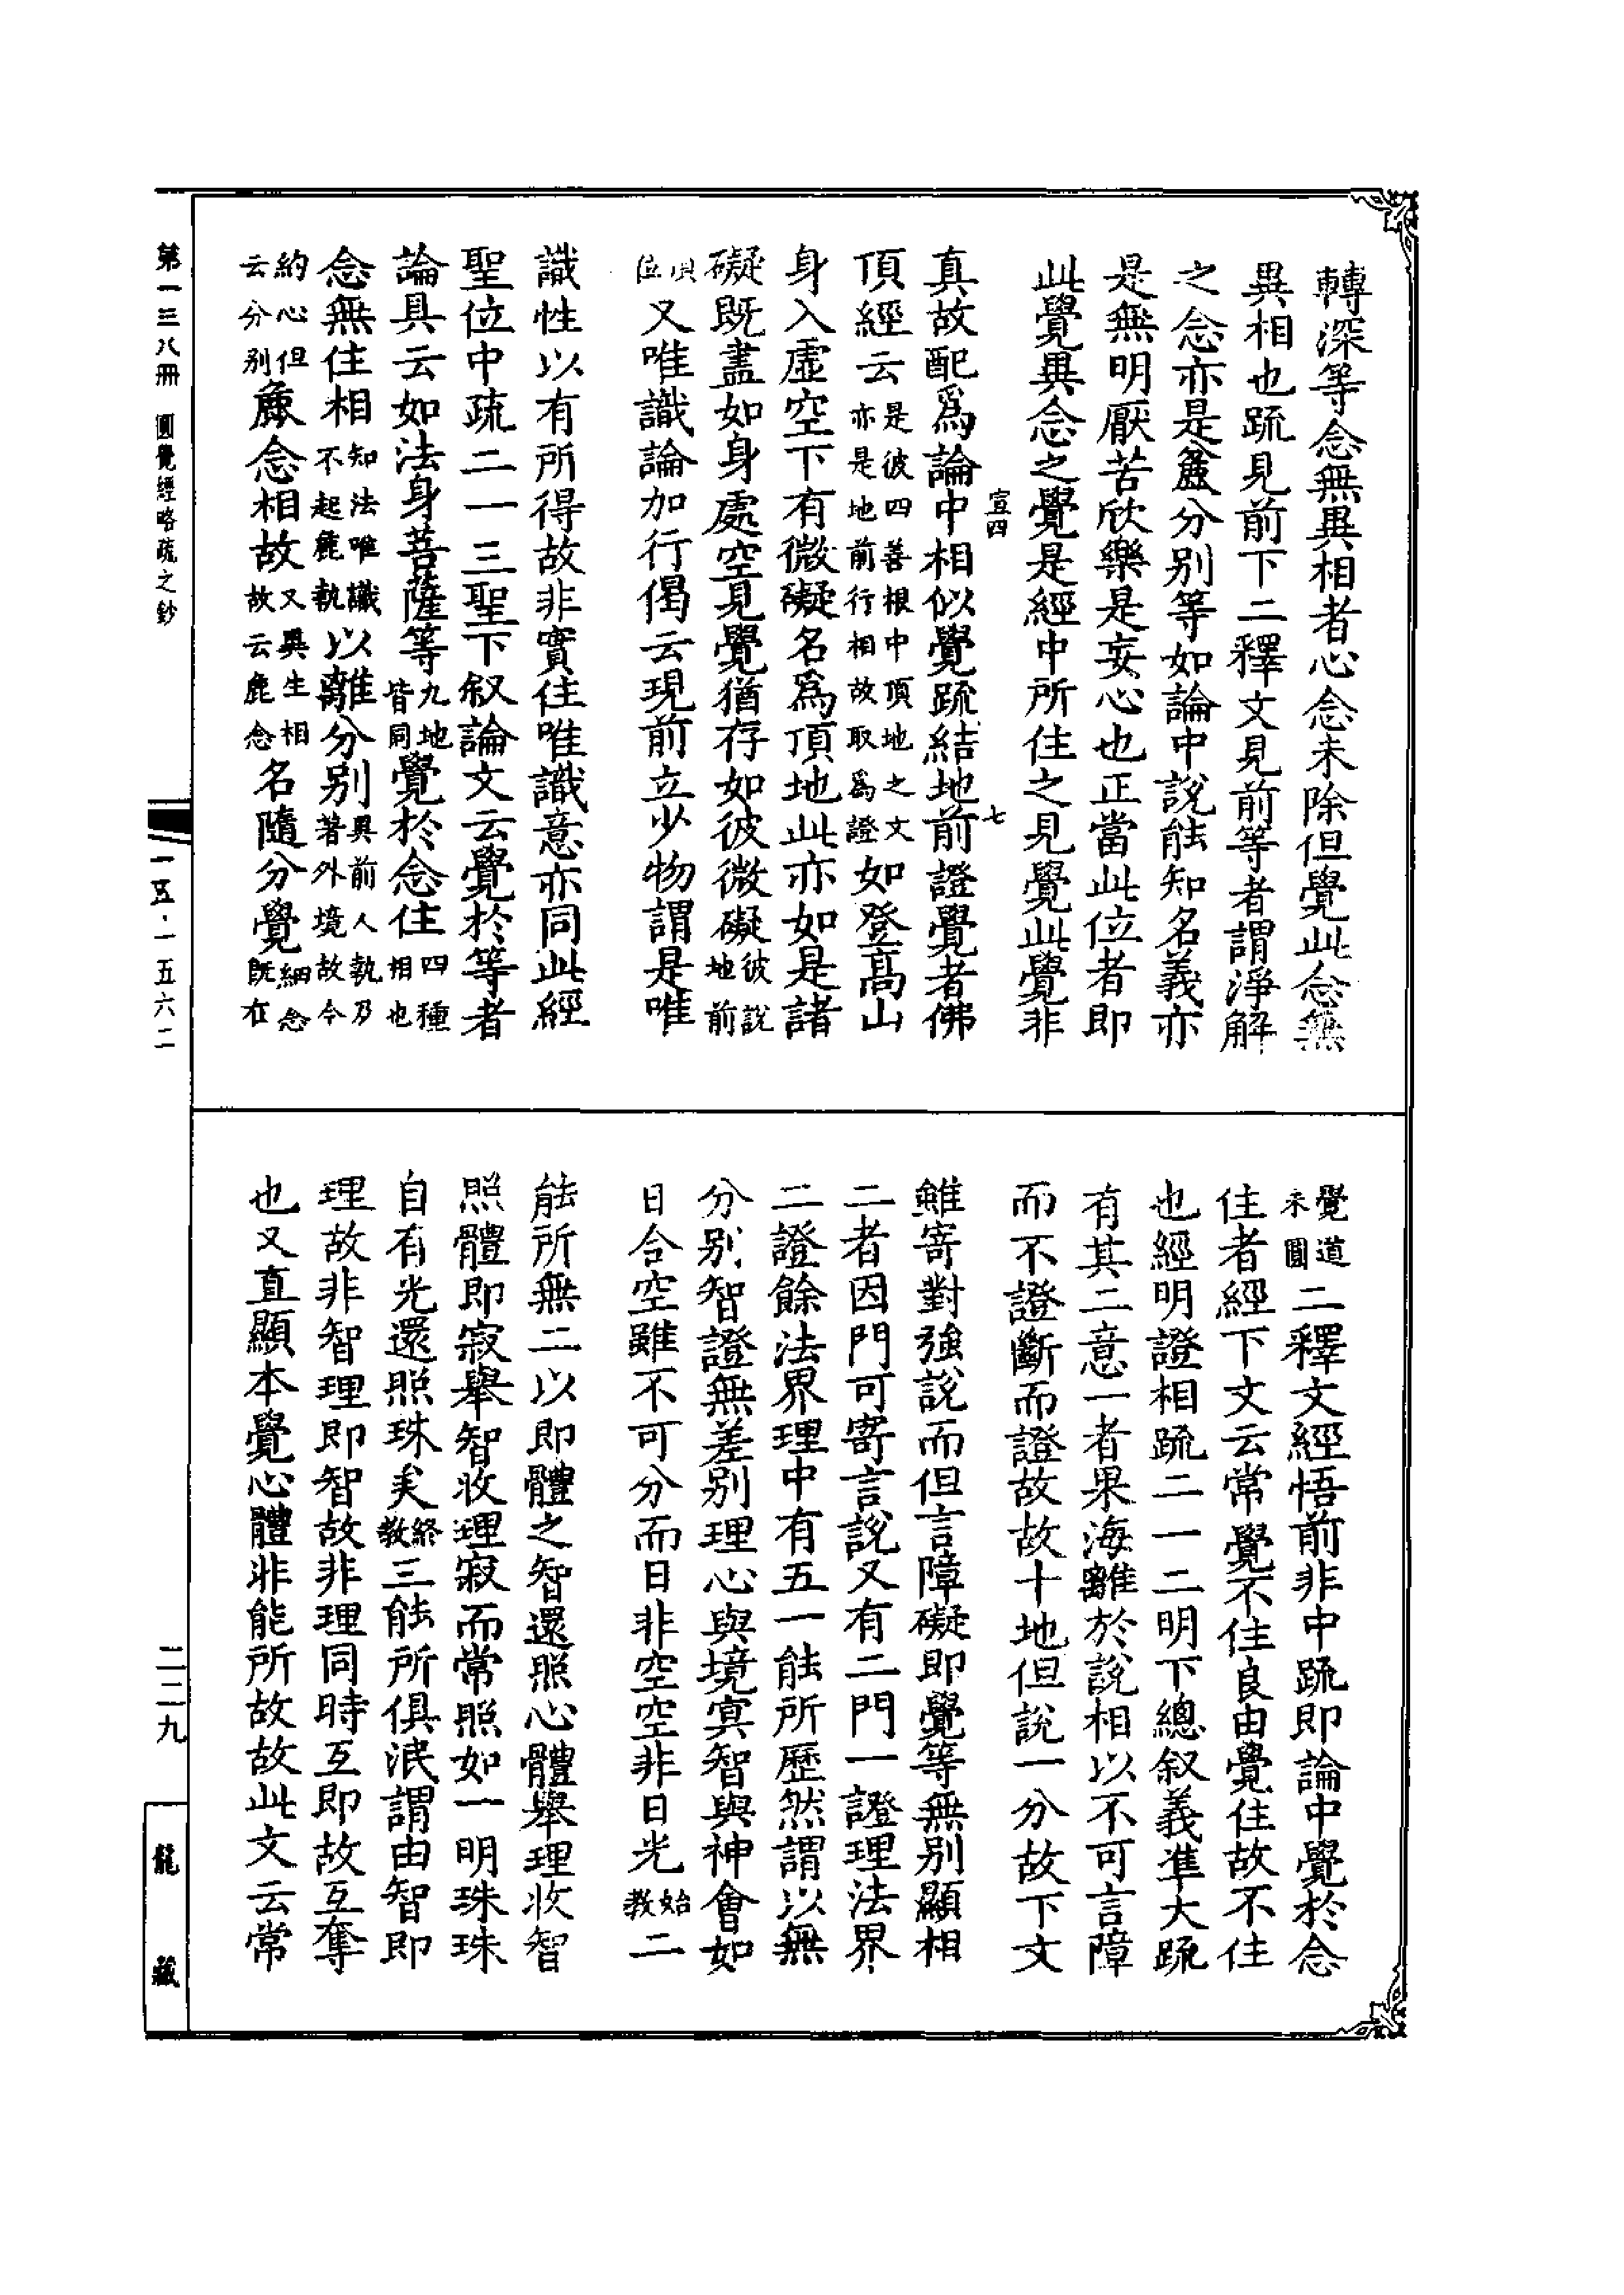 轉深等念無異相者心念未除但覺此念無
異相也䟽見前下二釋文見前等者謂淨解
之念亦是麤分别等如論中說能知名義亦
是無明厭苦欣樂是妄心也正當此位者即
此覺異念之覺是經中所住之見覺此覺非
宣四
七
真故配爲論中相似覺䟽結地前證覺者佛
頂經云是彼四善根中頂地之文亦是地前行相故取爲證如登高山
身入虛空下有微礙名爲頂地此亦如是諸
礙既盡如身處空見覺猶存如彼微礙彼說地前
頂位又唯識論加行偈云現前立少物謂是唯
識性以有所得故非實住唯識意亦同此經
聖位中疏二一三聖下叙論文云覺於等者
論具云如法身菩薩等九地皆同覺於念住四種相也
念無住相知法唯識不起麤執以離分别異前人執乃著外境故今
約心但云分别麤念相故又異生相故云麤念名隨分覺細念既在
覺道未圓二釋文經悟前非中䟽即論中覺於念
住者經下文云常覺不住良由覺住故不住
也經明證相䟽二一二明下總叙義準大䟽
有其二意一者果海離於說相以不可言障
而不證斷而證故故十地但說一分故下文
雖寄對強說而但言障礙即覺等無别顯相
二者因門可寄言說又有二門一證理法界
二證餘法界理中有五一能所歷然謂以無
分别智證無差别理心與境冥智與神會如
日合空雖不可分而日非空空非日光始教二
能所無二以即體之智還照心體舉理收智
照體即寂舉智收理寂而常照如一明珠珠
自有光還照珠矣終教三能所俱泯謂由智即
理故非智理即智故非理同時互即故互奪
也又直顯本覺心體非能所故故此文云常
第一三八册　圓覺經略疏之鈔
一五·一五六二
二二九
龍藏